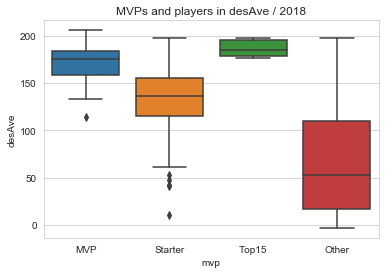 MVPs and players in desAve / 2018
200
150
100
50
0
desAve
MVP Starter Top15 Other
mvp